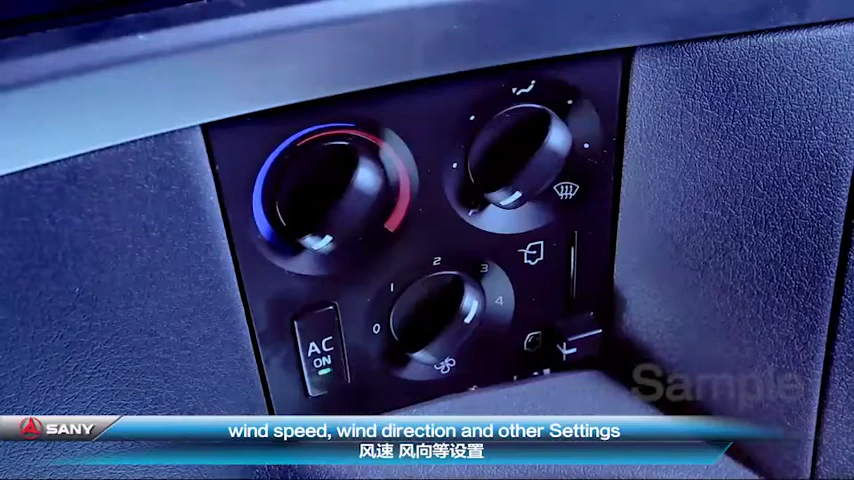 2
1
3
0
4
AC
ON
Sample
SANY
wind speed, wind direction and other Settings
风速 风向等设置